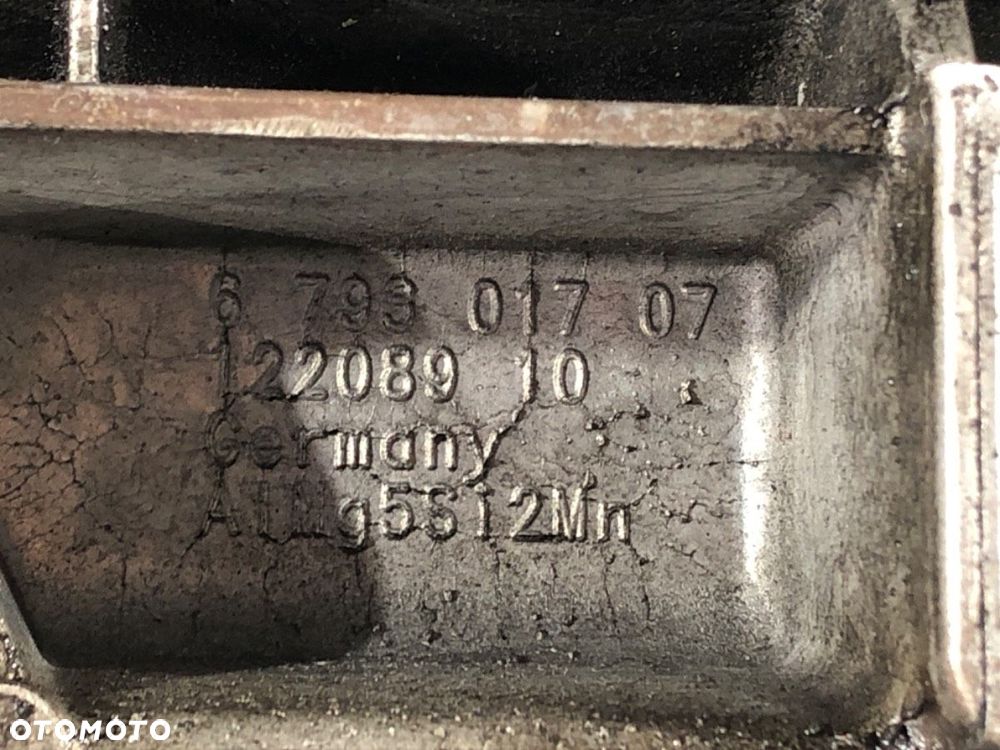 6 793 017 07
122089 10
Germany
AlMg5Si2Mn
OTOMOTO